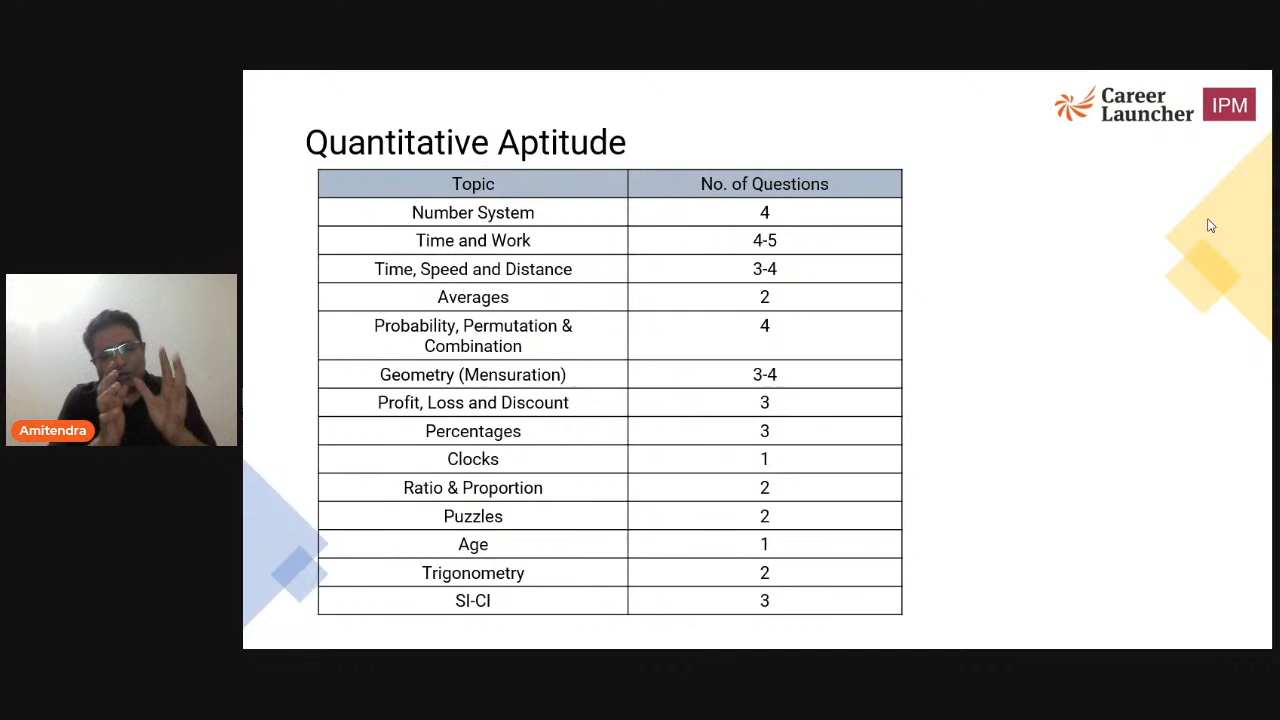 Career
Launcher
IPM
Quantitative Aptitude
Topic No. of Questions
Number System 4
Time and Work 4-5
Time, Speed and Distance 3-4
Averages 2
Probability, Permutation & 4
Combination
Geometry (Mensuration) 3-4
Profit, Loss and Discount 3
Percentages 3
Clocks 1
Ratio & Proportion 2
Puzzles 2
Age 1
Trigonometry 2
SI-CI 3
Amitendra